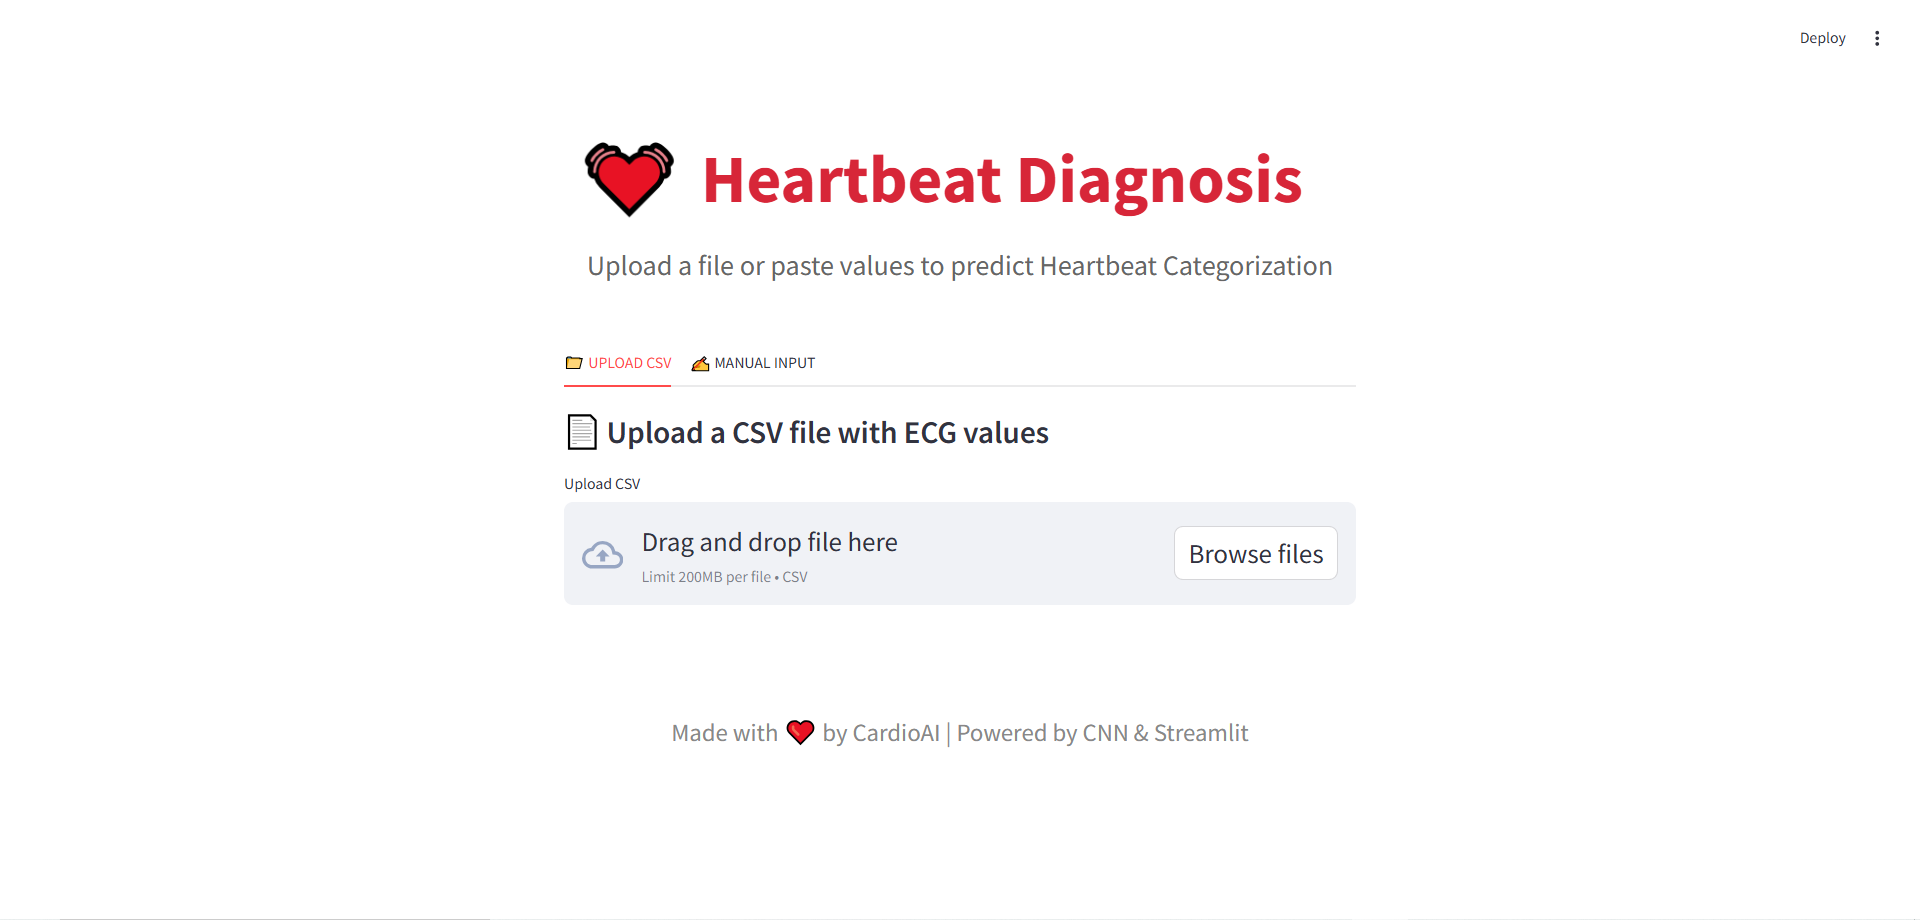 Deploy
Heartbeat Diagnosis
Upload a file or paste values to predict Heartbeat Categorization
UPLOAD CSV
MANUAL INPUT
Upload a CSV file with ECG values
Upload CSV
Drag and drop file here
Limit 200MB per file • CSV
Browse files
Made with ❤️ by CardioAI | Powered by CNN & Streamlit